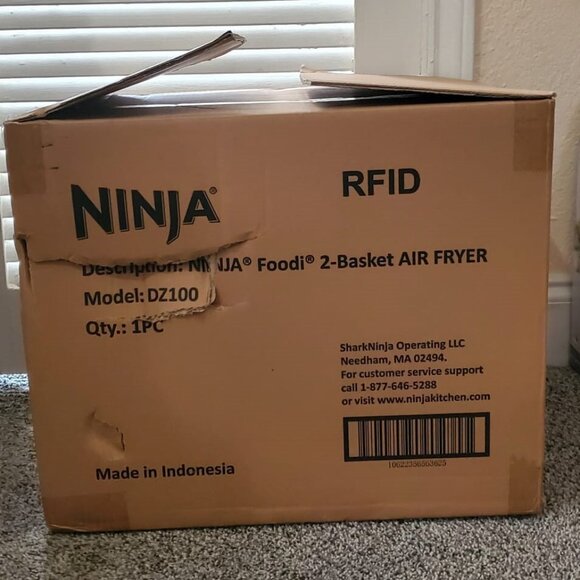 NINJA®
RFID
Description: NINJA® Foodi® 2-Basket AIR FRYER
Model: DZ100
Qty.: 1PC
SharkNinja Operating LLC
Needham, MA 02494.
For customer service support
call 1-877-646-5288
or visit www.ninjakitchen.com
10622356563625
Made in Indonesia